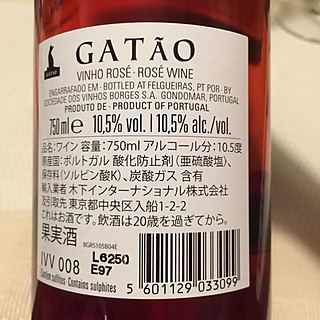 GATÃO
GATÃO
VINHO ROSÉ · ROSÉ WINE
ENGARRAFADO EM · BOTTLED AT FELGUEIRAS, PT POR · BY
SOCIEDADE DOS VINHOS BORGES S.A. GONDOMAR, PORTUGAL
PRODUTO DE · PRODUCT OF PORTUGAL
750 ml e 10,5% vol. | 10,5% alc./vol.
品名:ワイン 容量:750ml アルコール分:10.5度
原産国:ポルトガル 酸化防止剤(亜硫酸塩)、
保存料(ソルビン酸K)、炭酸ガス 含有
輸入業者 木下インターナショナル株式会社
引取先 東京都中央区入船1-2-2
これはお酒です。飲酒は20歳を過ぎてから。
果実酒
BGRS105B04E
IVV 008
L6250
E97
Contém sulfitos · Contains sulphites
5 601129 033099